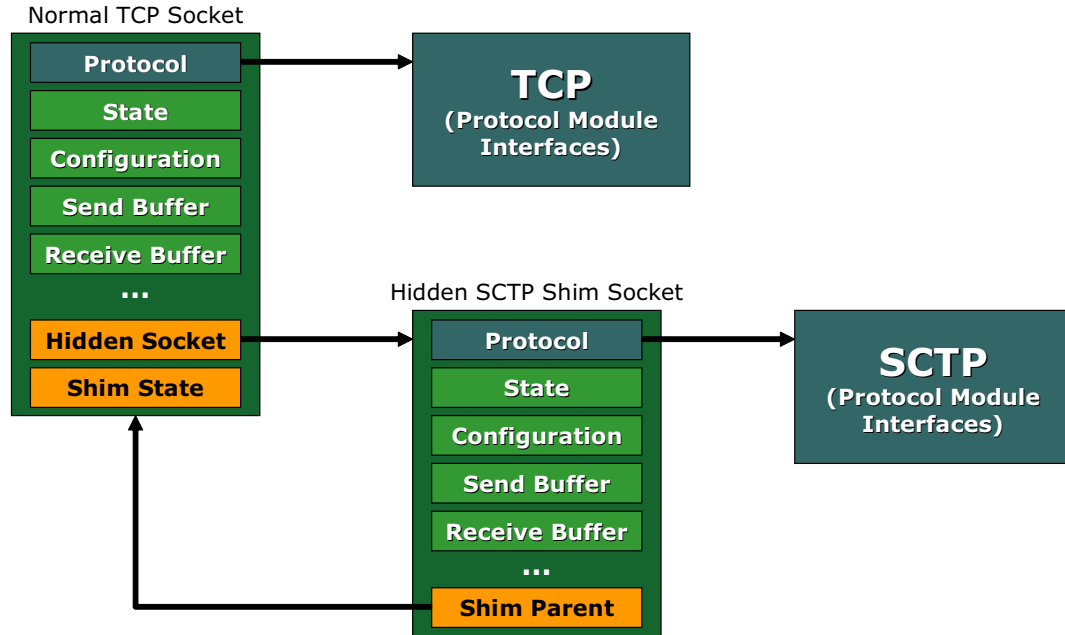 Normal TCP Socket
Protocol
State
Configuration
Send Buffer
Receive Buffer
...
Hidden Socket
Shim State
TCP
(Protocol Module
Interfaces)
Hidden SCTP Shim Socket
Protocol
State
Configuration
Send Buffer
Receive Buffer
...
Shim Parent
SCTP
(Protocol Module
Interfaces)